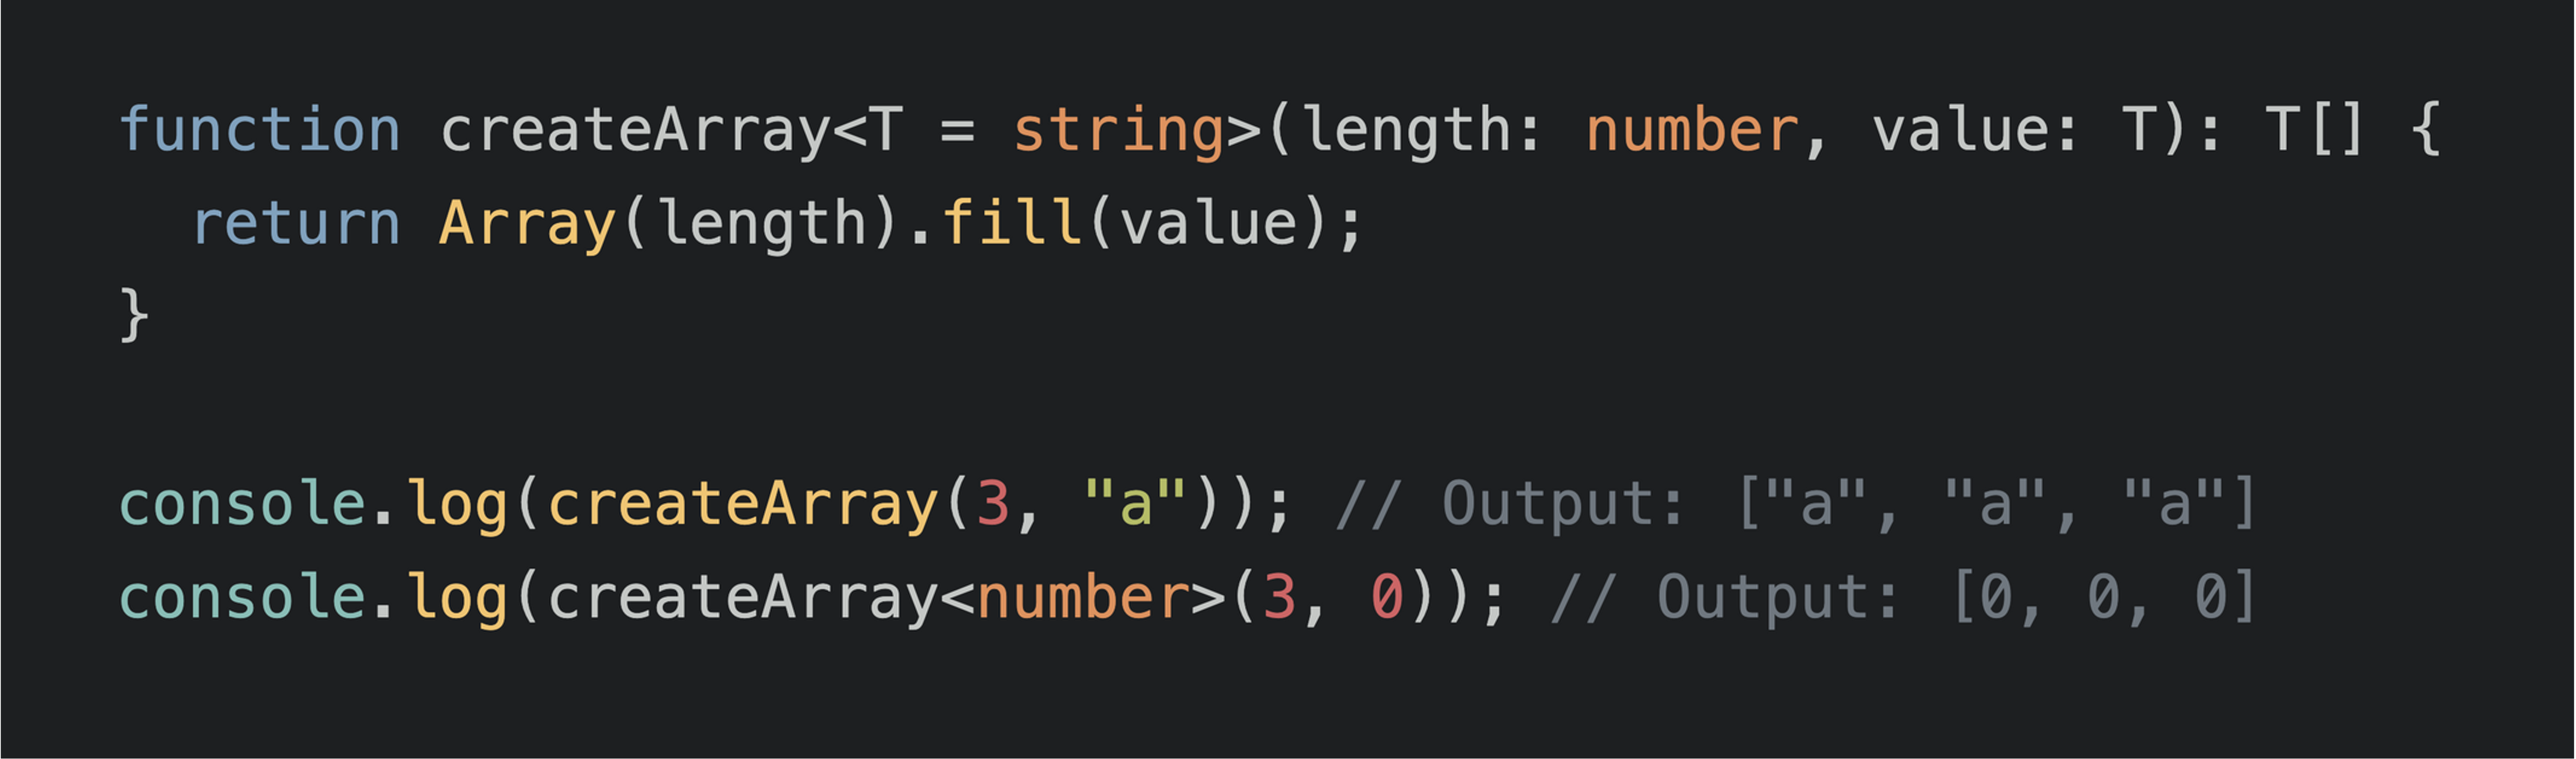 function createArray<T = string>(length: number, value: T): T[] {
  return Array(length).fill(value);
}
console.log(createArray(3, "a")); // Output: ["a", "a", "a"]
console.log(createArray<number>(3, 0)); // Output: [0, 0, 0]